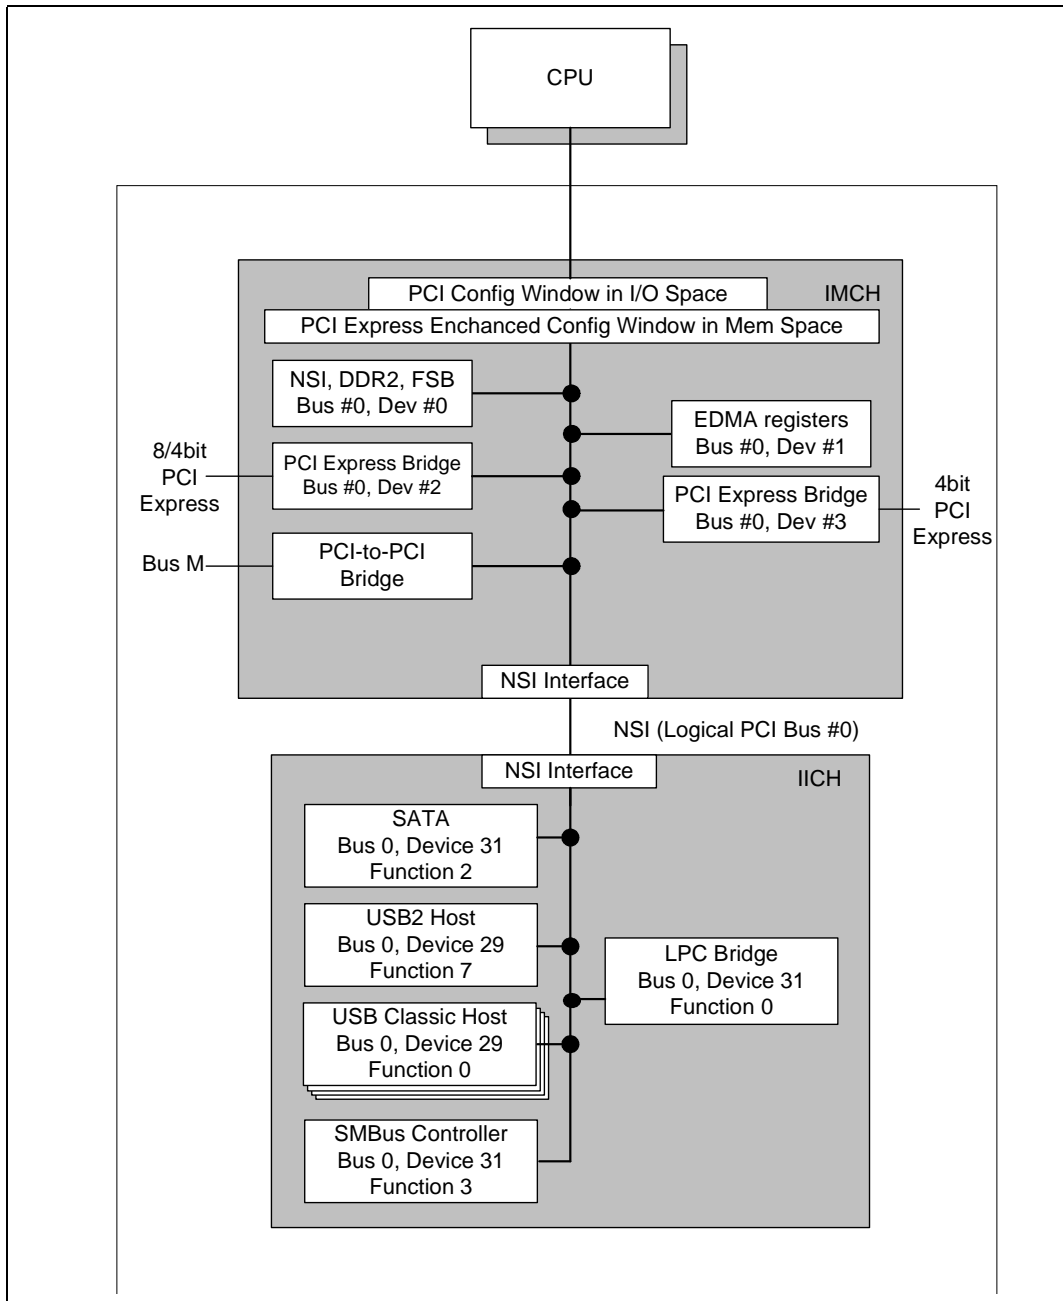 CPU
PCI Config Window in I/O Space
IMCH
PCI Express Enchanced Config Window in Mem Space
NSI, DDR2, FSB
Bus #0, Dev #0
EDMA registers
Bus #0, Dev #1
8/4bit
PCI
Express
PCI Express Bridge
Bus #0, Dev #2
PCI Express Bridge
Bus #0, Dev #3
4bit
PCI
Express
Bus M
PCI-to-PCI
Bridge
NSI Interface
NSI (Logical PCI Bus #0)
NSI Interface
IICH
SATA
Bus 0, Device 31
Function 2
USB2 Host
Bus 0, Device 29
Function 7
LPC Bridge
Bus 0, Device 31
Function 0
USB Classic Host
Bus 0, Device 29
Function 0
SMBus Controller
Bus 0, Device 31
Function 3